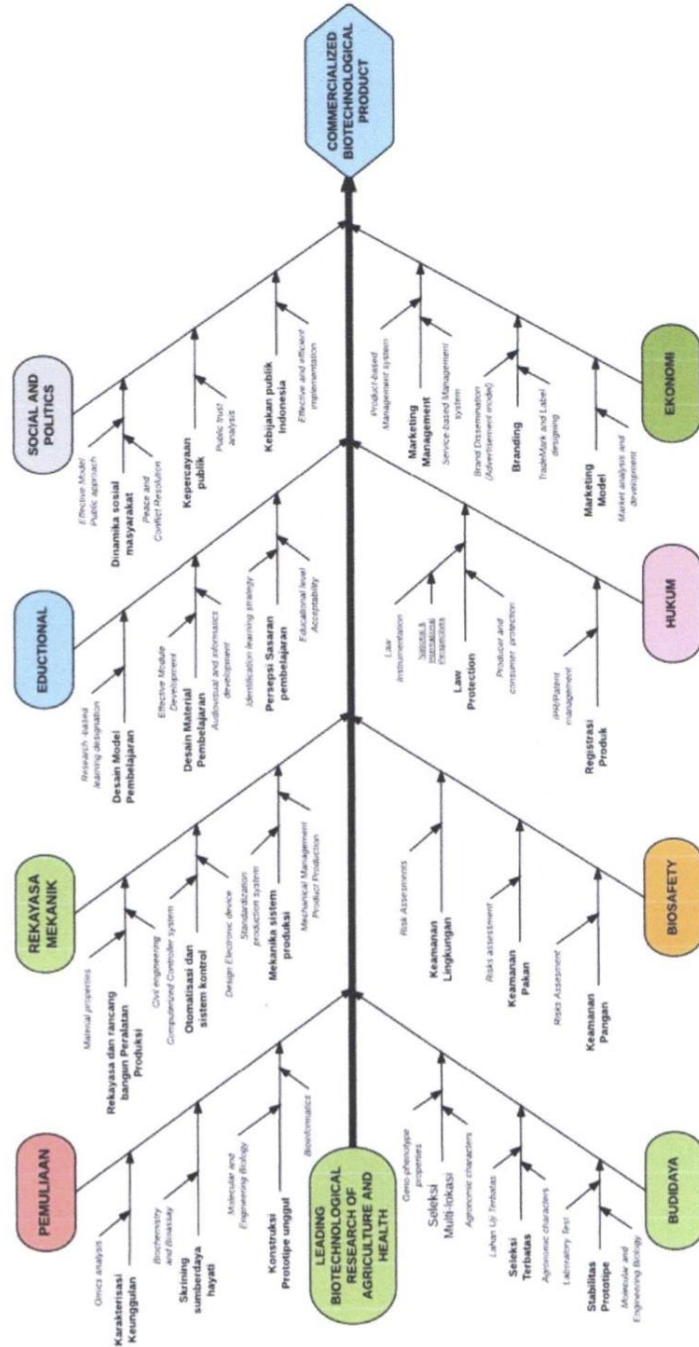 PEMULIAAN
Omics analysis
Karakterisasi
Keunggulan
Biochemistry
and Bioassay
Skrining
sumberdaya
hayati
Molecular and
Engineering Biology
Konstruksi
Prototipe unggul
Bioinformatics
REKAYASA
MEKANIK
Material properties
Rekayasa dan rancang
bangun Peralatan
Produksi
Civil engineering
Computerized Controller system
Otomatisasi dan
sistem kontrol
Design Electronic device
Standardization
production system
Mekanika sistem
produksi
Mechanical Management
Product Production
EDUCTIONAL
Research -based
learning designation
Desain Model
Pembelajaran
Effective Module
Development
Desain Material
Pembelajaran
Audiovisual and informatics
development
Identification learning strategy
Persepsi Sasaran
pembelajaran
Educational level
Acceptability
SOCIAL AND
POLITICS
Effective Model
Public approach
Dinamika sosial
masyarakat
Peace and
Conflict Resolution
Kepercayaan
publik
Public trust
analysis
Kebijakan publik
Indonesia
Effective and efficient
implementation
LEADING
BIOTECHNOLOGICAL
RESEARCH OF
AGRICULTURE AND
HEALTH
COMMERCIALIZED
BIOTECHNOLOGICAL
PRODUCT
Geno-phenotype
properties
Seleksi
Multi-lokasi
Agronomic characters
Lahan Uji Terbatas
Seleksi
Terbatas
Agronomic characters
Laboratory Test
Stabilitas
Prototipe
Molecular and
Engineering Biology
BUDIDAYA
Risk Assesments
Keamanan
Lingkungan
Risks assessment
Keamanan
Pakan
Risks Assesment
Keamanan
Pangan
BIOSAFETY
Law
Instrumentation
National &
International
Perspectives
Law
Protection
Producer and
consumer protection
IPR/Patent
management
Registrasi
Produk
HUKUM
Product-based
Management system
Marketing
Management
Service-based Management
system
Brand Dissemination
(Advertisement model)
Branding
TradeMark and Label
designing
Marketing
Model
Market analysis and
development
EKONOMI